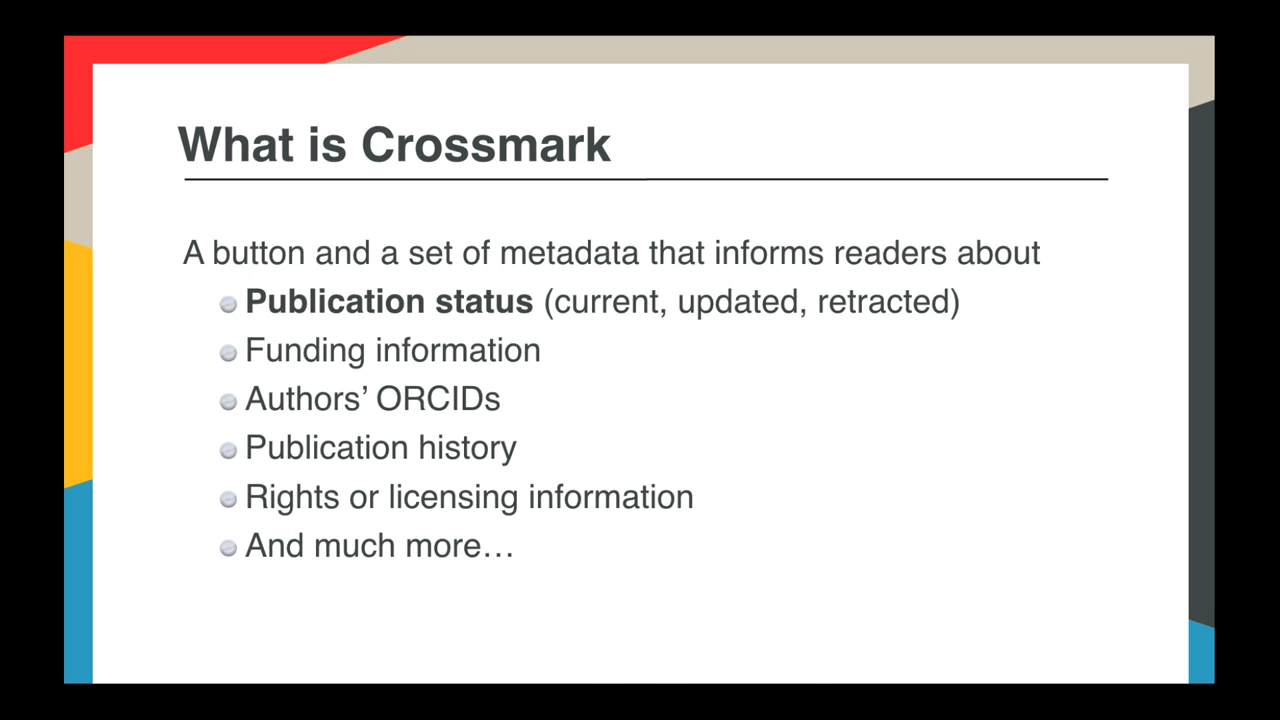 What is Crossmark
A button and a set of metadata that informs readers about
Publication status (current, updated, retracted)
Funding information
Authors’ ORCIDs
Publication history
Rights or licensing information
And much more…